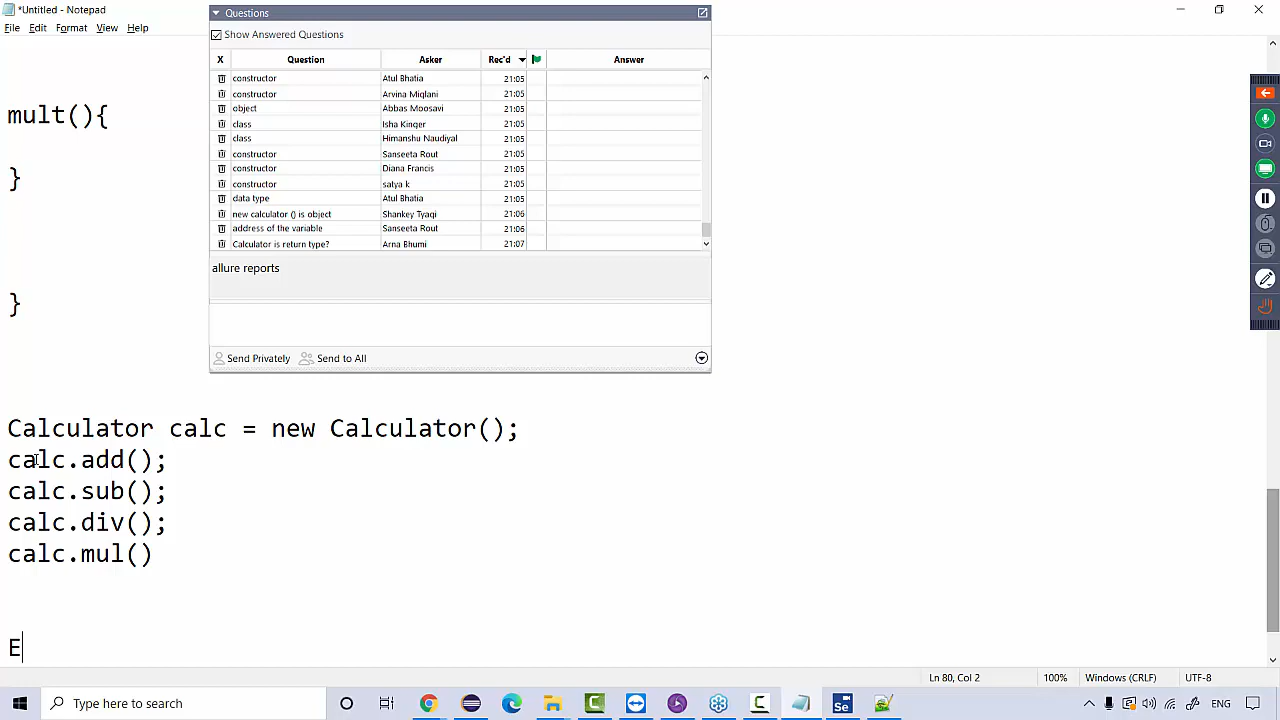 *Untitled - Notepad
File Edit Format View Help
Questions
Show Answered Questions
X Question Asker Rec'd Answer
constructor Atul Bhatia 21:05
constructor Arvina Miglani 21:05
object Abbas Moosavi 21:05
class Isha Kinger 21:05
class Himanshu Naudiyal 21:05
constructor Sanseeta Rout 21:05
constructor Diana Francis 21:05
constructor satya k 21:05
data type Atul Bhatia 21:05
new calculator () is object Shankey Tyagi 21:06
address of the variable Sanseeta Rout 21:06
Calculator is return type? Arna Bhumi 21:07
allure reports
Send Privately Send to All
mult(){
}
}
Calculator calc = new Calculator();
calc.add();
calc.sub();
calc.div();
calc.mul()
E
Ln 80, Col 2 100% Windows (CRLF) UTF-8
Type here to search
Se
ENG